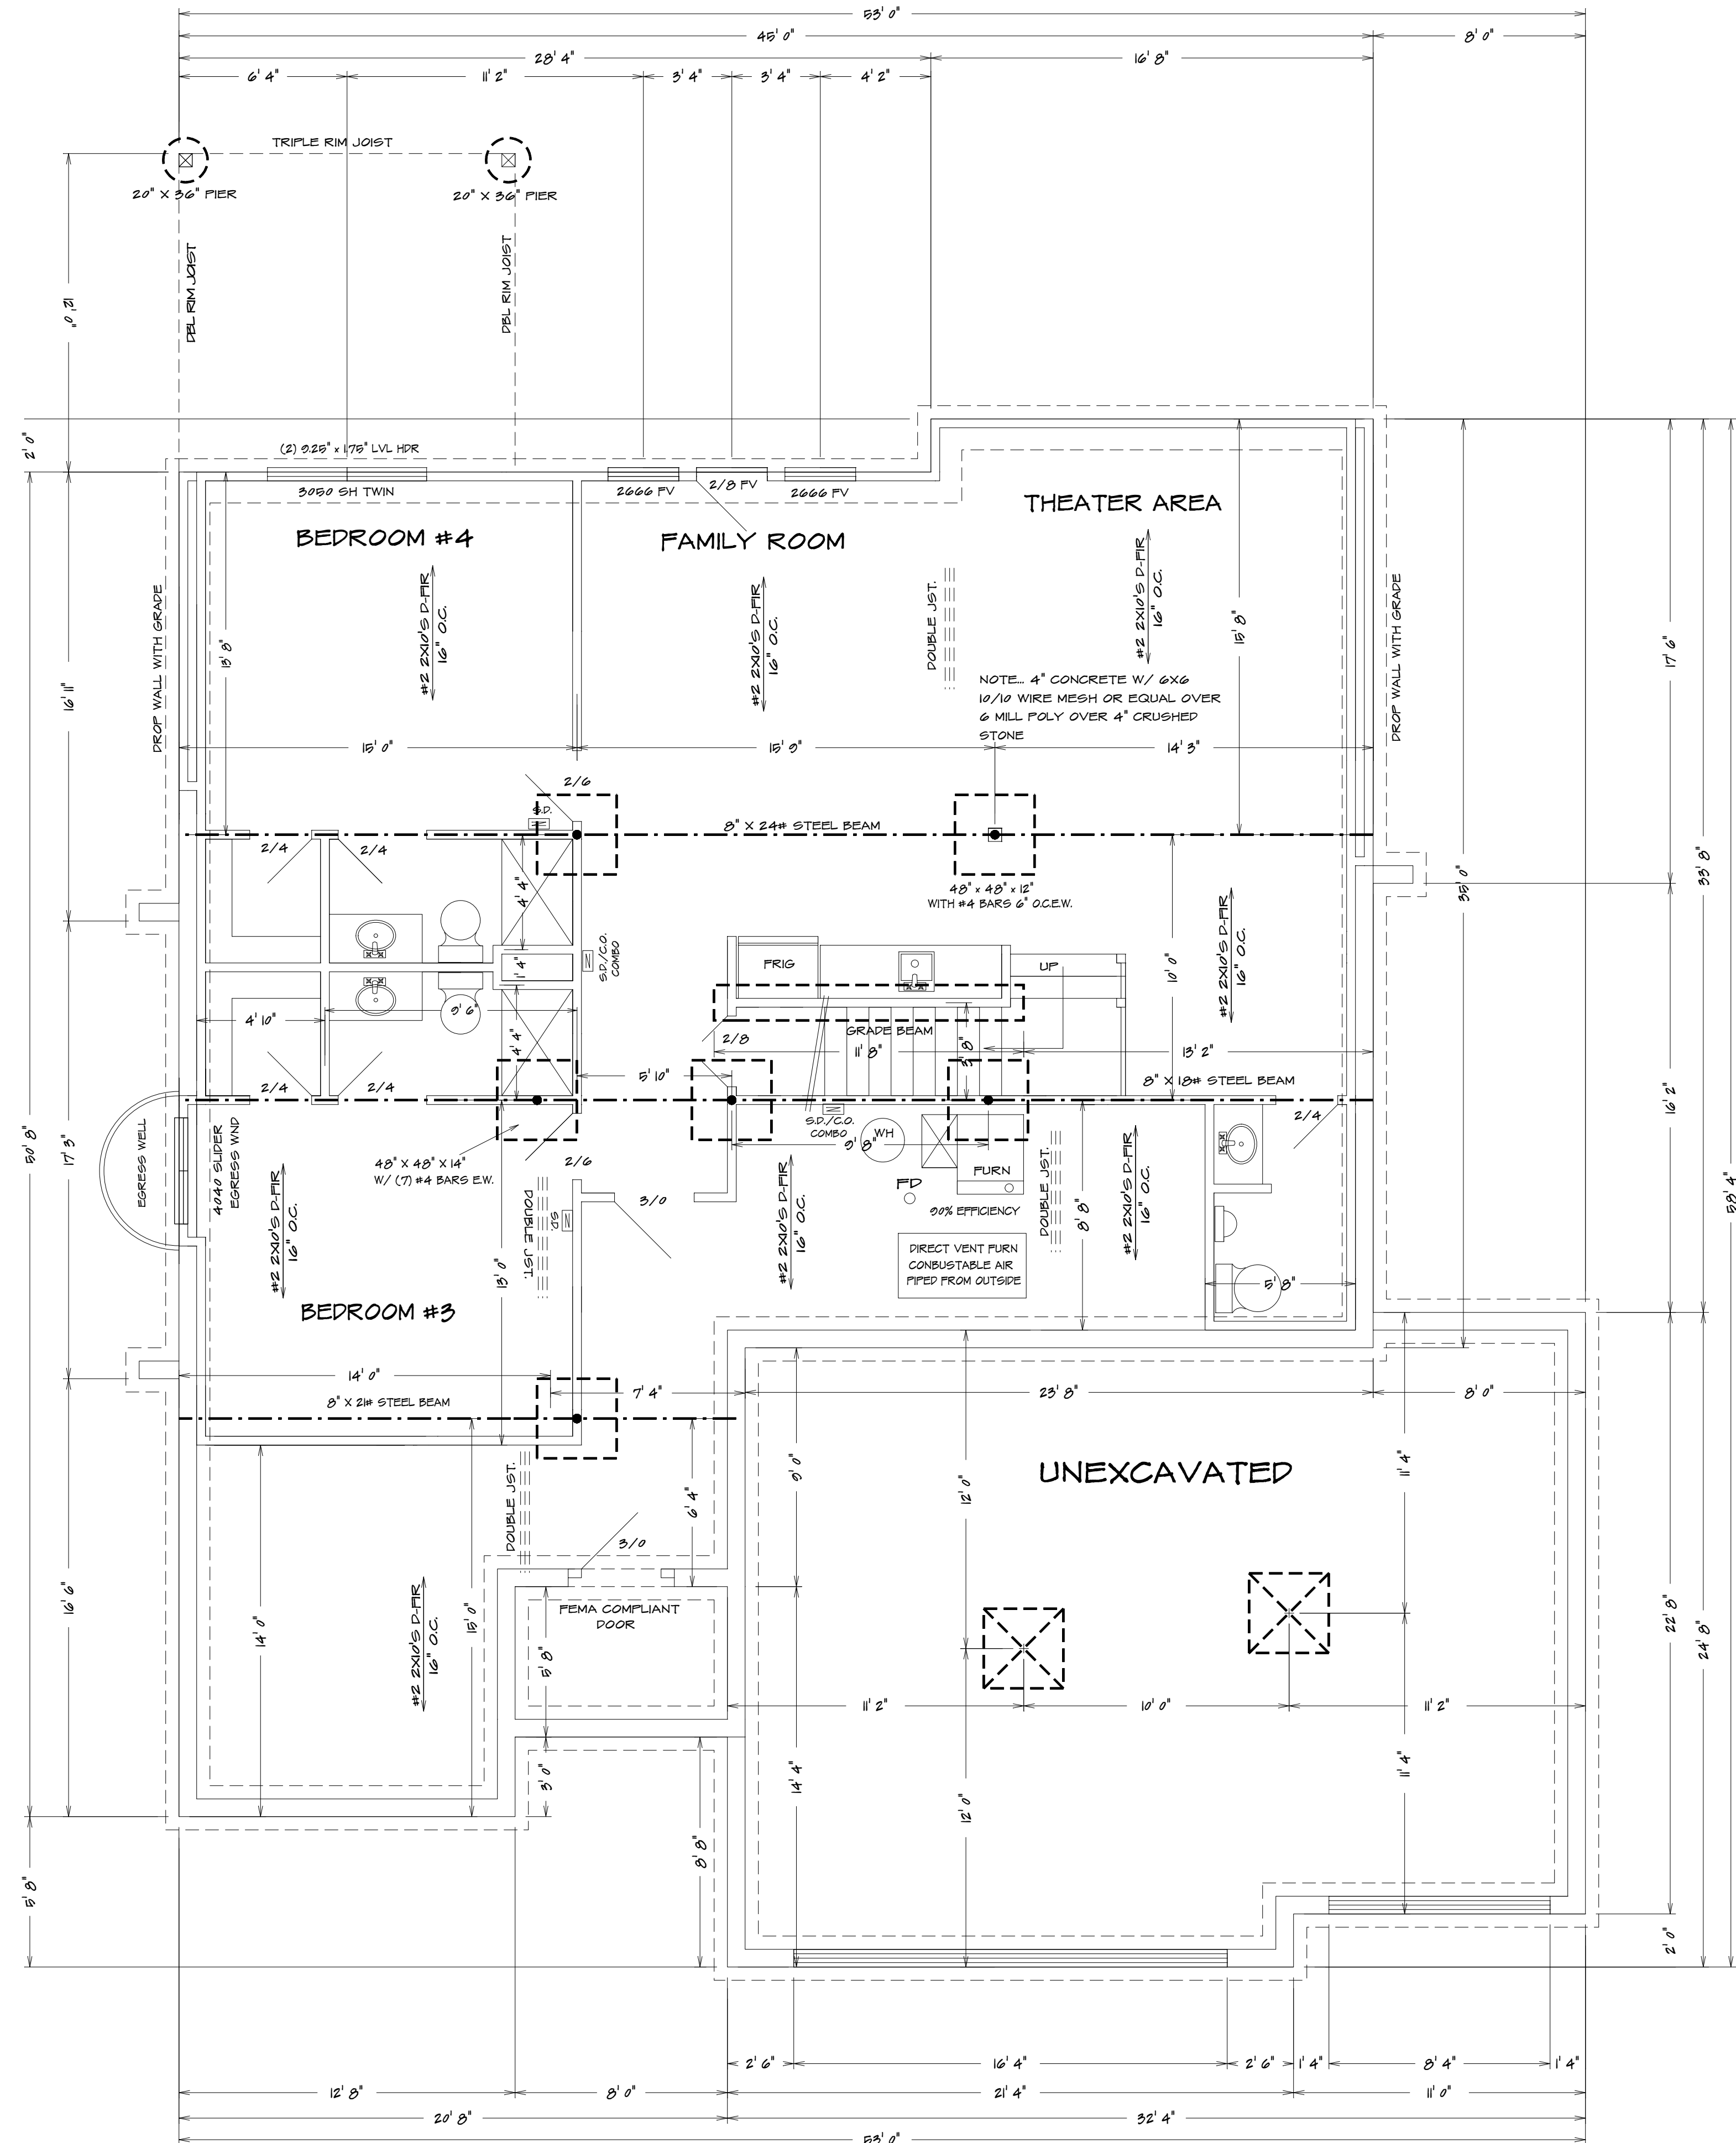 53' 0"
45' 0"
8' 0"
28' 4"
16' 8"
6' 4"
11' 2"
3' 4"
3' 4"
4' 2"
TRIPLE RIM JOIST
20" X 36" PIER
20" X 36" PIER
DBL RIM JOIST
DBL RIM JOIST
12' 0"
2' 0"
(2) 9.25" x 1.75" LVL HDR
3050 SH TWIN
2666 FV
2/8 FV
2666 FV
BEDROOM #4
FAMILY ROOM
THEATER AREA
#2 2X10'S D-FIR
16" O.C.
#2 2X10'S D-FIR
16" O.C.
DOUBLE JST.
#2 2X10'S D-FIR
16" O.C.
DROP WALL WITH GRADE
DROP WALL WITH GRADE
13' 8"
15' 8"
17' 6"
16' 11"
NOTE... 4" CONCRETE W/ 6X6
10/10 WIRE MESH OR EQUAL OVER
6 MILL POLY OVER 4" CRUSHED
STONE
15' 0"
15' 9"
14' 3"
2/6
S.D.
8" X 24# STEEL BEAM
2/4
2/4
4' 4"
48" x 48" x 12"
WITH #4 BARS 6" O.C.E.W.
35' 0"
33' 8"
#2 2X10'S D-FIR
16" O.C.
S.D./C.O.
COMBO
1' 4"
FRIG
UP
10' 0"
4' 10"
9' 6"
4' 4"
GRADE BEAM
2/8
11' 8"
3' 8"
13' 2"
5' 10"
8" X 18# STEEL BEAM
2/4
2/4
2/4
16' 2"
58' 4"
50' 8"
17' 3"
EGRESS WELL
4040 SLIDER
EGRESS WND
48" X 48" X 14"
W/ (7) #4 BARS E.W.
2/6
S.D./C.O.
COMBO
WH
9' 8"
FURN
FD
90% EFFICIENCY
DIRECT VENT FURN
CONBUSTABLE AIR
PIPED FROM OUTSIDE
DOUBLE JST.
#2 2X10'S D-FIR
16" O.C.
8' 8"
5' 8"
#2 2X10'S D-FIR
16" O.C.
DOUBLE JST.
S.D.
3/0
#2 2X10'S D-FIR
16" O.C.
13' 0"
BEDROOM #3
14' 0"
7' 4"
23' 8"
8' 0"
8" X 21# STEEL BEAM
UNEXCAVATED
9' 0"
12' 0"
11' 4"
6' 4"
DOUBLE JST.
3/0
FEMA COMPLIANT
DOOR
#2 2X10'S D-FIR
16" O.C.
14' 0"
15' 0"
16' 6"
5' 8"
22' 8"
24' 8"
11' 2"
10' 0"
11' 2"
3' 0"
14' 4"
12' 0"
11' 4"
8' 8"
5' 8"
2' 0"
2' 6"
16' 4"
2' 6"
1' 4"
8' 4"
1' 4"
12' 8"
8' 0"
21' 4"
11' 0"
20' 8"
32' 4"
53' 0"